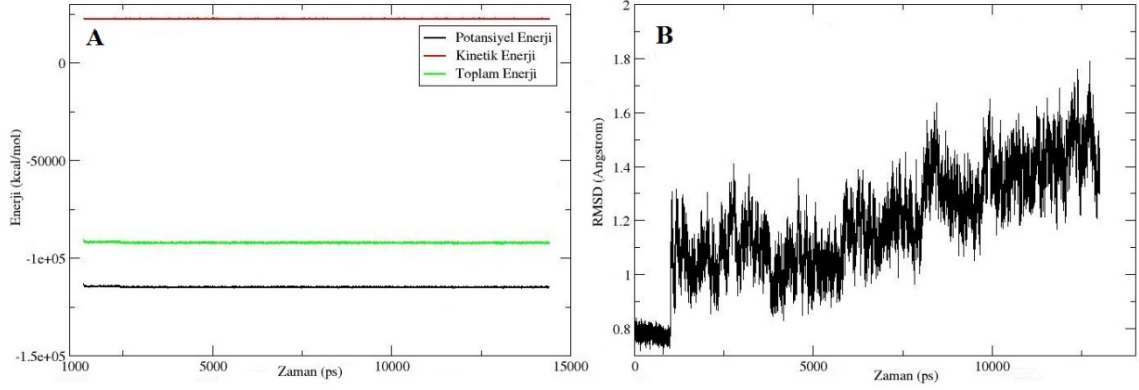 A
Potansiyel Enerji
Kinetik Enerji
Toplam Enerji
0
-50000
-1e+05
-1.5e+05
Enerji (kcal/mol)
1000
5000
10000
15000
Zaman (ps)
B
2
1.8
1.6
1.4
1.2
1
0.8
RMSD (Angstrom)
0
5000
10000
Zaman (ps)